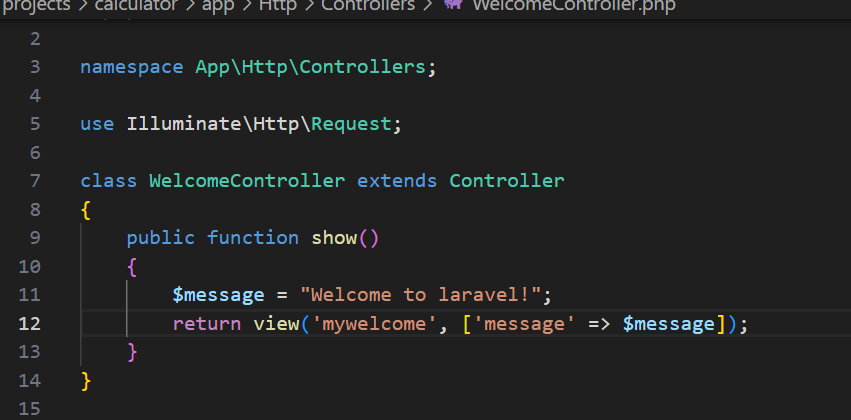 projects > calculator > app > Http > Controllers > WelcomeController.php
2
3 namespace App\Http\Controllers;
4
5 use Illuminate\Http\Request;
6
7 class WelcomeController extends Controller
8 {
9     public function show()
10     {
11         $message = "Welcome to laravel!";
12         return view('mywelcome', ['message' => $message]);
13     }
14 }
15